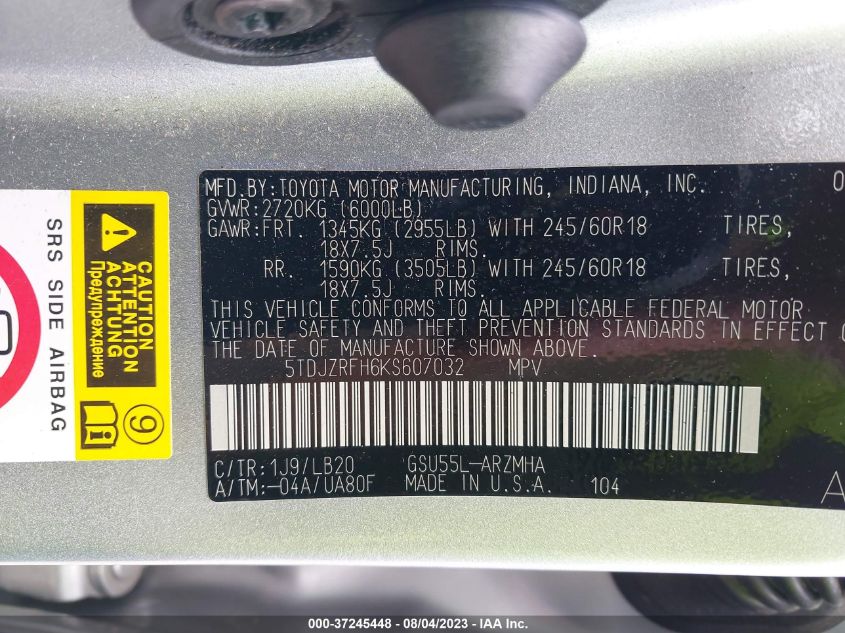 MFD.BY:TOYOTA MOTOR MANUFACTURING, INDIANA, INC. 0
GVWR:2720KG (6000LB)
GAWR:FRT. 1345KG (2955LB) WITH 245/60R18 TIRES,
18X7.5J RIMS.
RR. 1590KG (3505LB) WITH 245/60R18 TIRES,
18X7.5J RIMS.
THIS VEHICLE CONFORMS TO ALL APPLICABLE FEDERAL MOTOR
VEHICLE SAFETY AND THEFT PREVENTION STANDARDS IN EFFECT O
THE DATE OF MANUFACTURE SHOWN ABOVE.
5TDJZRFH6KS607032 MPV
C/TR:1J9/LB20 GSU55L-ARZMHA
A/TM:-04A/UA80F MADE IN U.S.A. 104 A
SRS SIDE AIRBAG
CAUTION
ATTENTION
ACHTUNG
Предупреждение
9
000-37245448 - 08/04/2023 - IAA Inc.